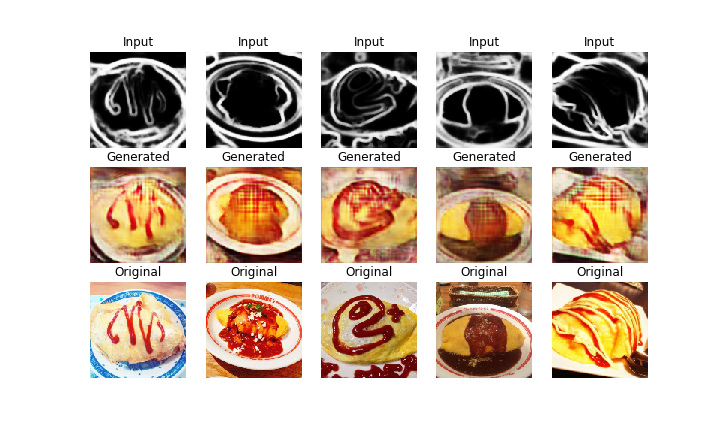 Input Input Input Input Input
Generated Generated Generated Generated Generated
Original Original Original Original Original